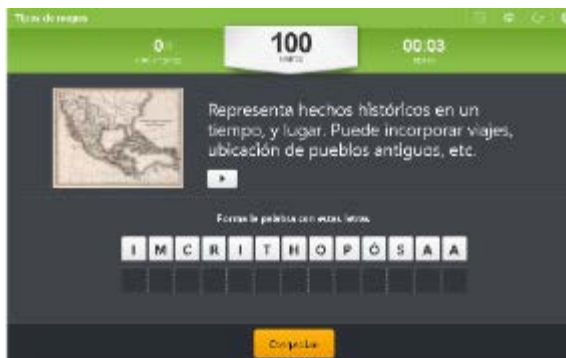 Tipos de mapas
0
100
00:03
Representa hechos históricos en un
tiempo, y lugar. Puede incorporar viajes,
ubicación de pueblos antiguos, etc.
Forma la palabra con estas letras
I M C R I T H O P Ó S A A
Comprobar